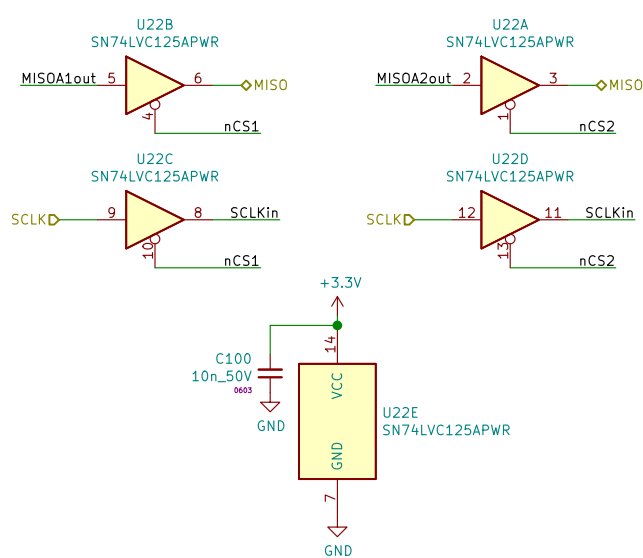 U22B
SN74LVC125APWR
MISOA1out 5 6 MISO
4
nCS1
U22A
SN74LVC125APWR
MISOA2out 2 3 MISO
1
nCS2
U22C
SN74LVC125APWR
SCLK 9 8 SCLKin
10
nCS1
U22D
SN74LVC125APWR
SCLK 12 11 SCLKin
13
nCS2
+3.3V
14
C100
10n_50V
0603
GND
VCC
GND
U22E
SN74LVC125APWR
7
GND